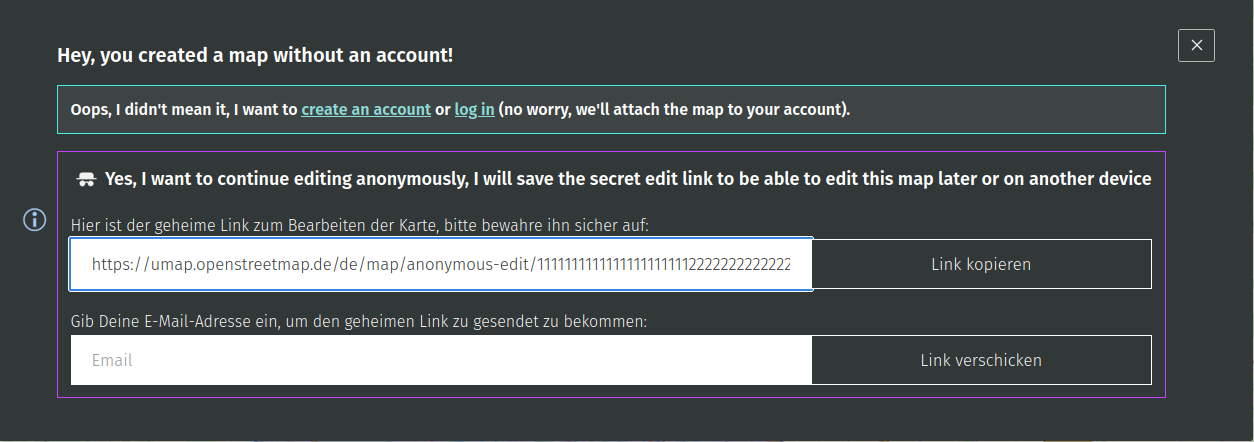 Hey, you created a map without an account!
Oops, I didn't mean it, I want to create an account or log in (no worry, we'll attach the map to your account).
Yes, I want to continue editing anonymously, I will save the secret edit link to be able to edit this map later or on another device
Hier ist der geheime Link zum Bearbeiten der Karte, bitte bewahre ihn sicher auf:
https://umap.openstreetmap.de/de/map/anonymous-edit/1111111111111111111111112222222222222
Link kopieren
Gib Deine E-Mail-Adresse ein, um den geheimen Link zu gesendet zu bekommen:
Email
Link verschicken